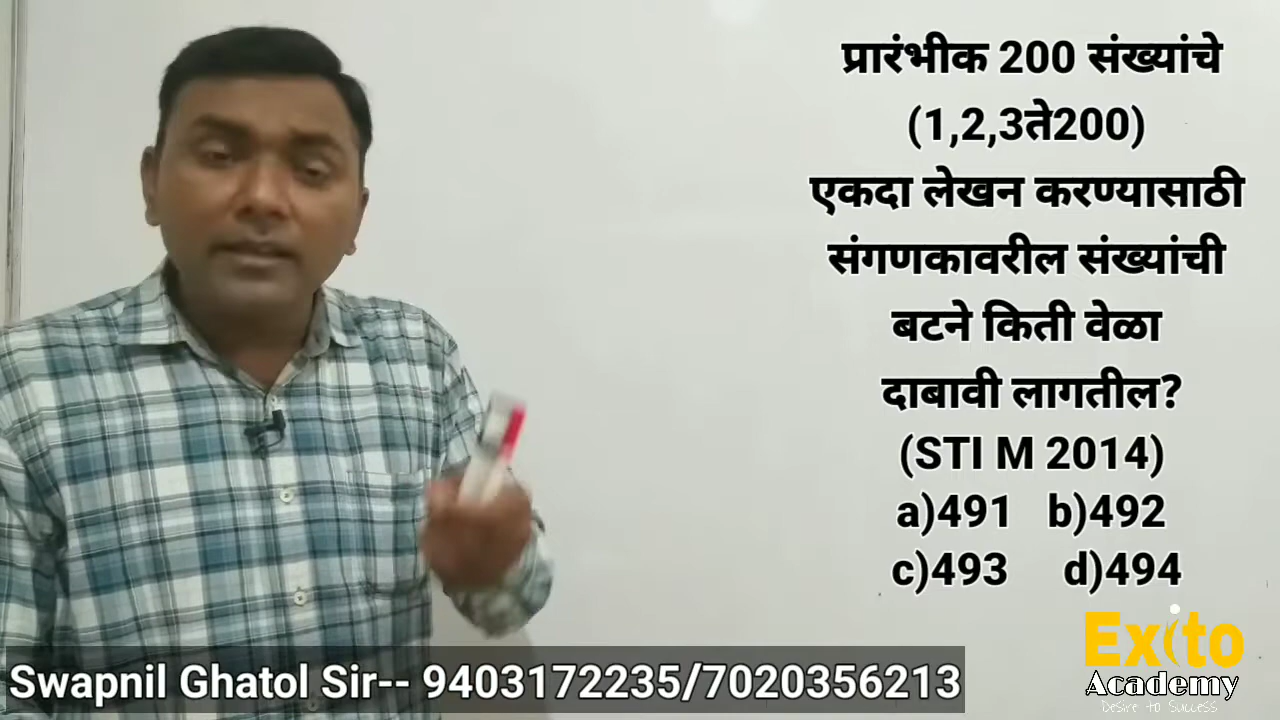 प्रारंभीक 200 संख्यांचे
(1,2,3ते200)
एकदा लेखन करण्यासाठी
संगणकावरील संख्यांची
बटने किती वेळा
दाबावी लागतील?
(STI M 2014)
a)491 b)492
c)493 d)494
Exito
Academy
Desire to Success
Swapnil Ghatol Sir-- 9403172235/7020356213